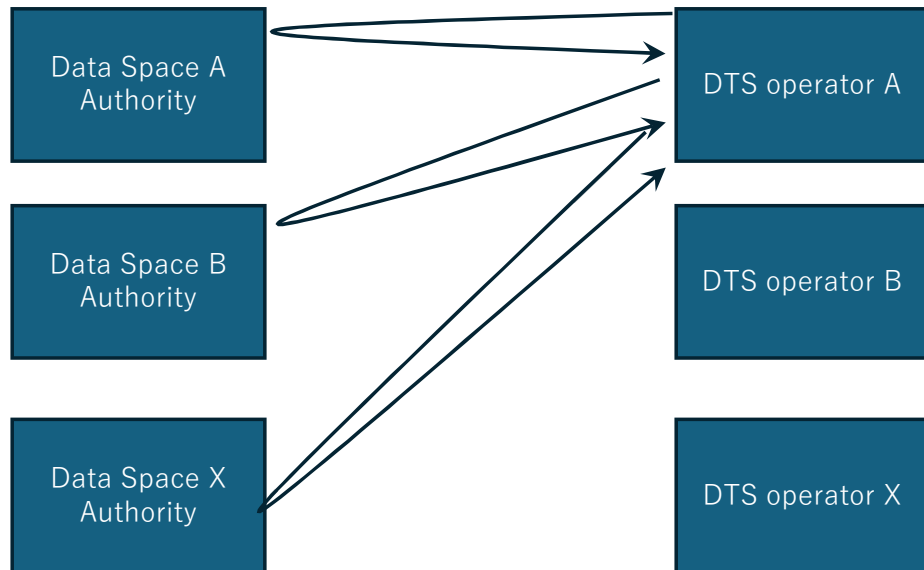 Data Space A
Authority
DTS operator A
Data Space B
Authority
DTS operator B
Data Space X
Authority
DTS operator X